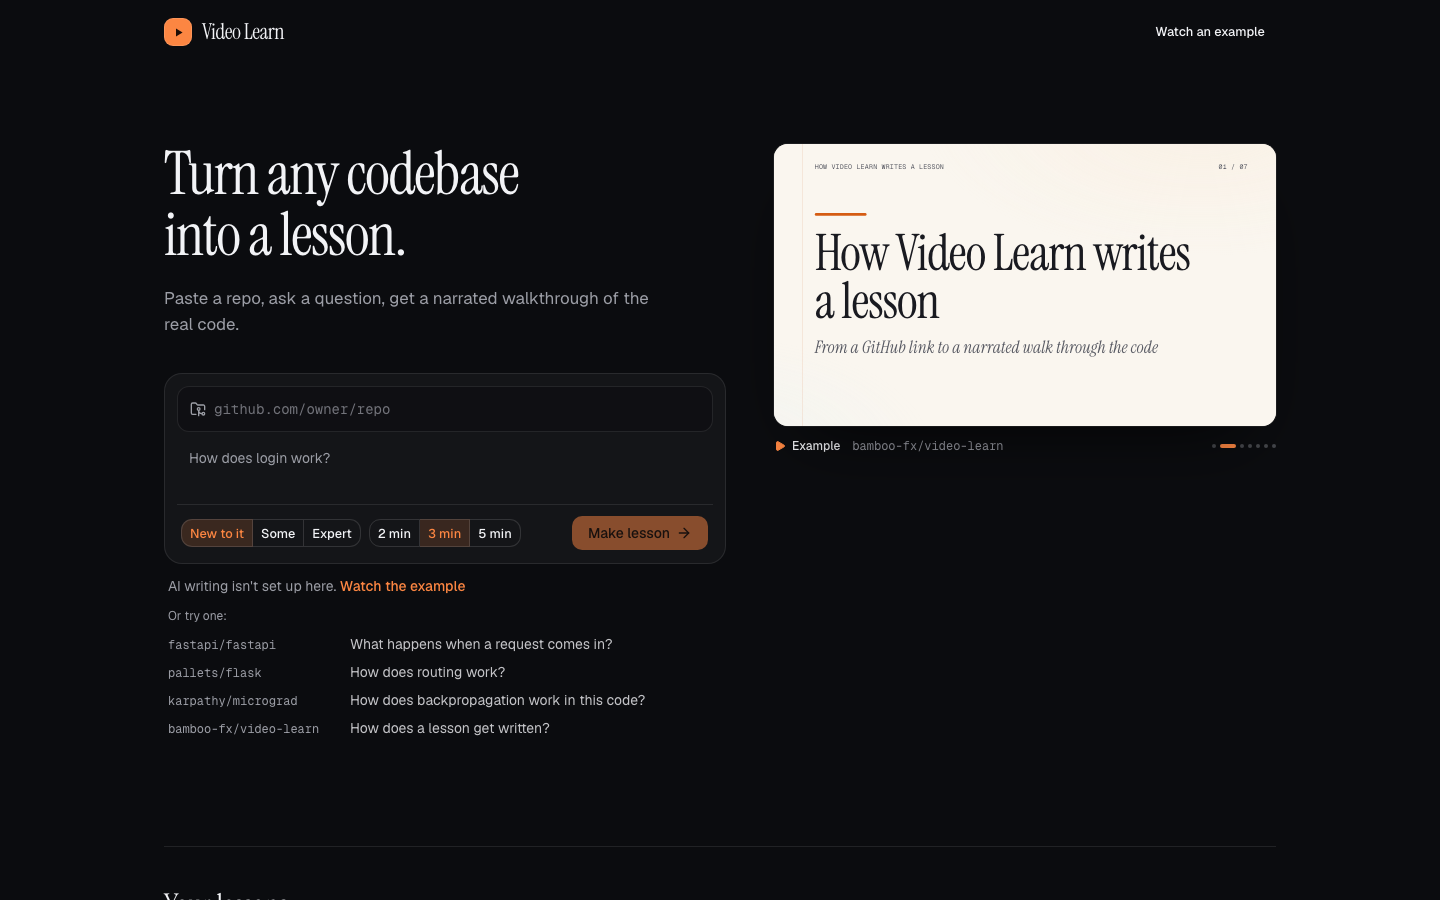 Video Learn
Watch an example
Turn any codebase
into a lesson.
Paste a repo, ask a question, get a narrated walkthrough of the
real code.
github.com/owner/repo
How does login work?
New to it Some Expert 2 min 3 min 5 min Make lesson →
AI writing isn't set up here. Watch the example
Or try one:
fastapi/fastapi What happens when a request comes in?
pallets/flask How does routing work?
karpathy/micrograd How does backpropagation work in this code?
bamboo-fx/video-learn How does a lesson get written?
HOW VIDEO LEARN WRITES A LESSON 01 / 07
How Video Learn writes
a lesson
From a GitHub link to a narrated walk through the code
Example bamboo-fx/video-learn